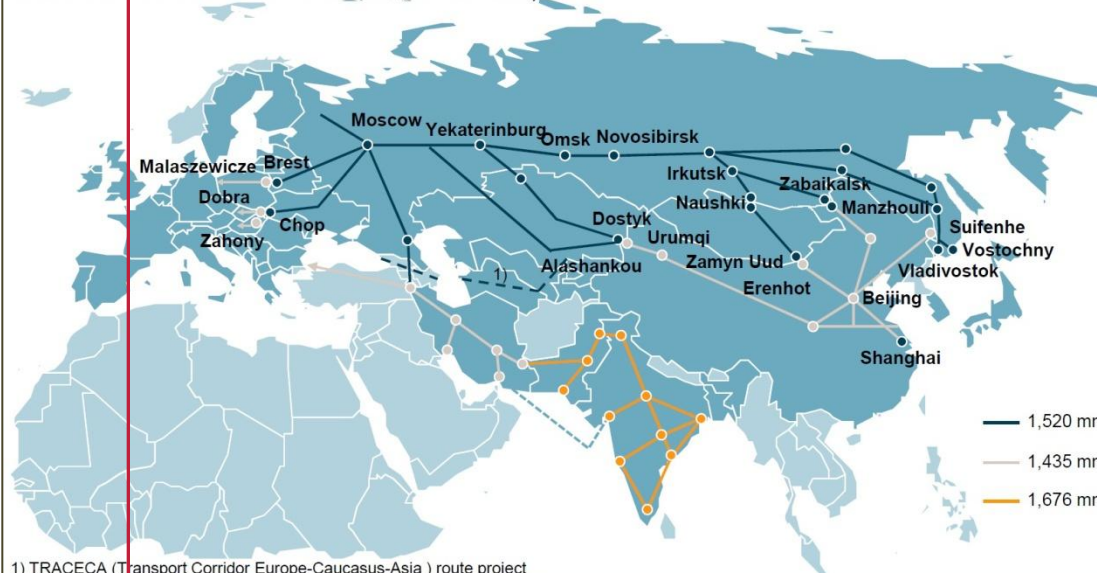 Moscow
Yekaterinburg
Omsk
Novosibirsk
Malaszewicze
Brest
Irkutsk
Zabaikalsk
Dobra
Naushki
Manzhouli
Chop
Dostyk
Suifenhe
Zahony
Urumqi
Vostochny
Alashankou
Zamyn Uud
Vladivostok
1)
Erenhot
Beijing
Shanghai
1,520 mm
1,435 mm
1,676 mm
1) TRACECA (Transport Corridor Europe-Caucasus-Asia ) route project